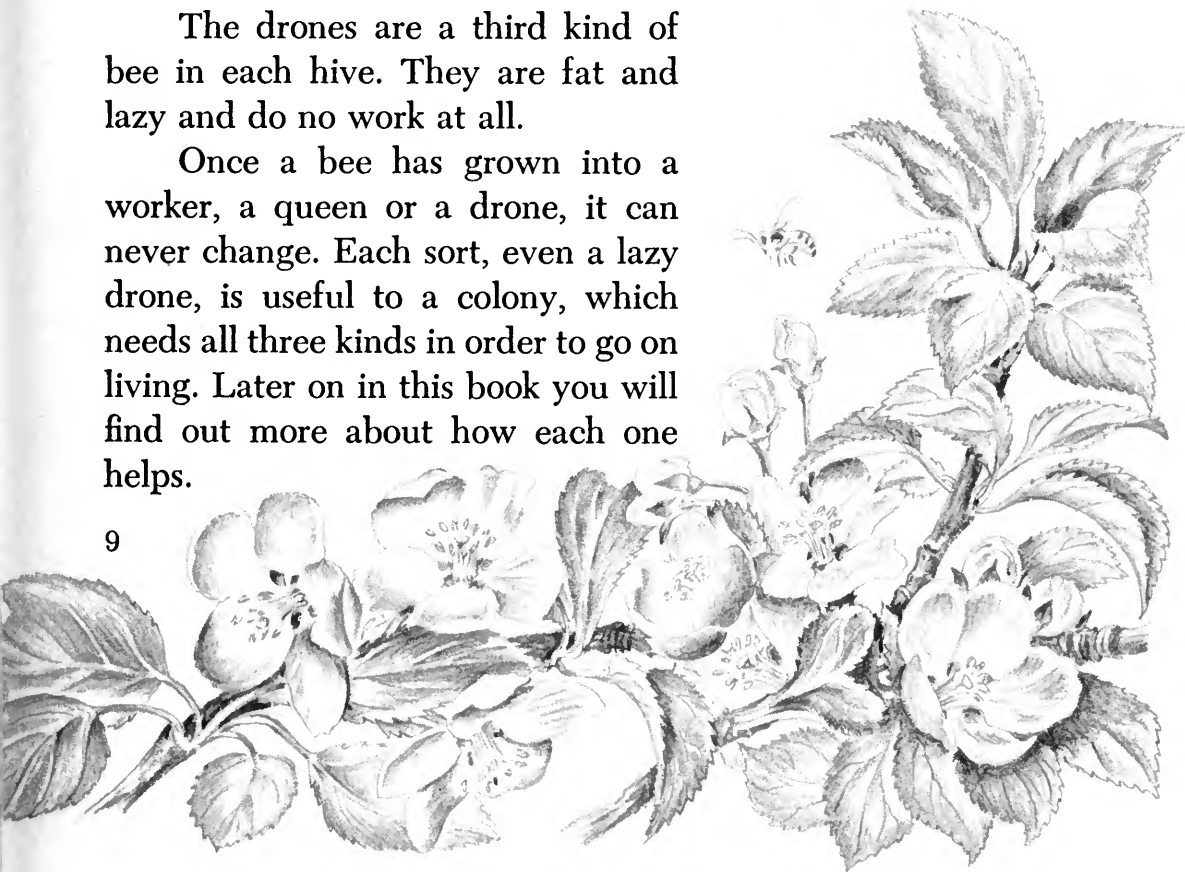 The drones are a third kind of
bee in each hive. They are fat and
lazy and do no work at all.
Once a bee has grown into a
worker, a queen or a drone, it can
never change. Each sort, even a lazy
drone, is useful to a colony, which
needs all three kinds in order to go on
living. Later on in this book you will
find out more about how each one
helps.
9